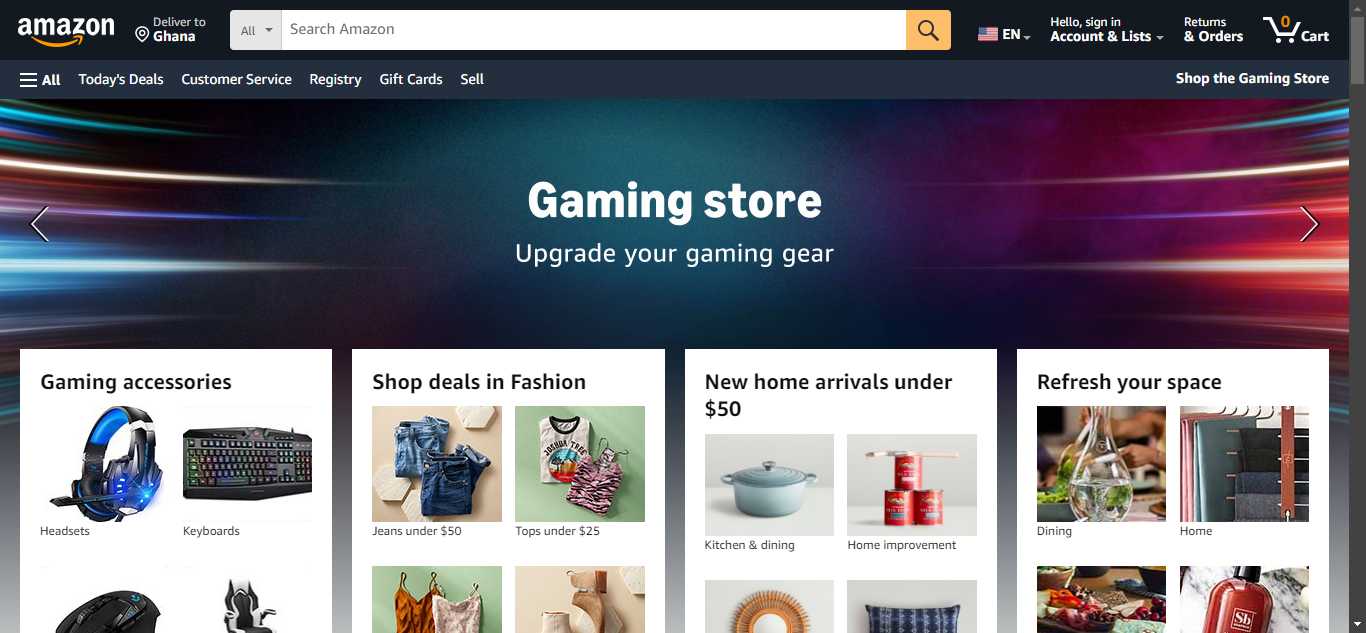 amazon
Deliver to
Ghana
All
Search Amazon
EN
Hello, sign in
Account & Lists
Returns
& Orders
0
Cart
All
Today's Deals
Customer Service
Registry
Gift Cards
Sell
Shop the Gaming Store
Gaming store
Upgrade your gaming gear
Gaming accessories
Headsets
Keyboards
Shop deals in Fashion
JOSHUA TREE
Jeans under $50
Tops under $25
New home arrivals under
$50
Kitchen & dining
Home improvement
Refresh your space
Dining
Home
Sb